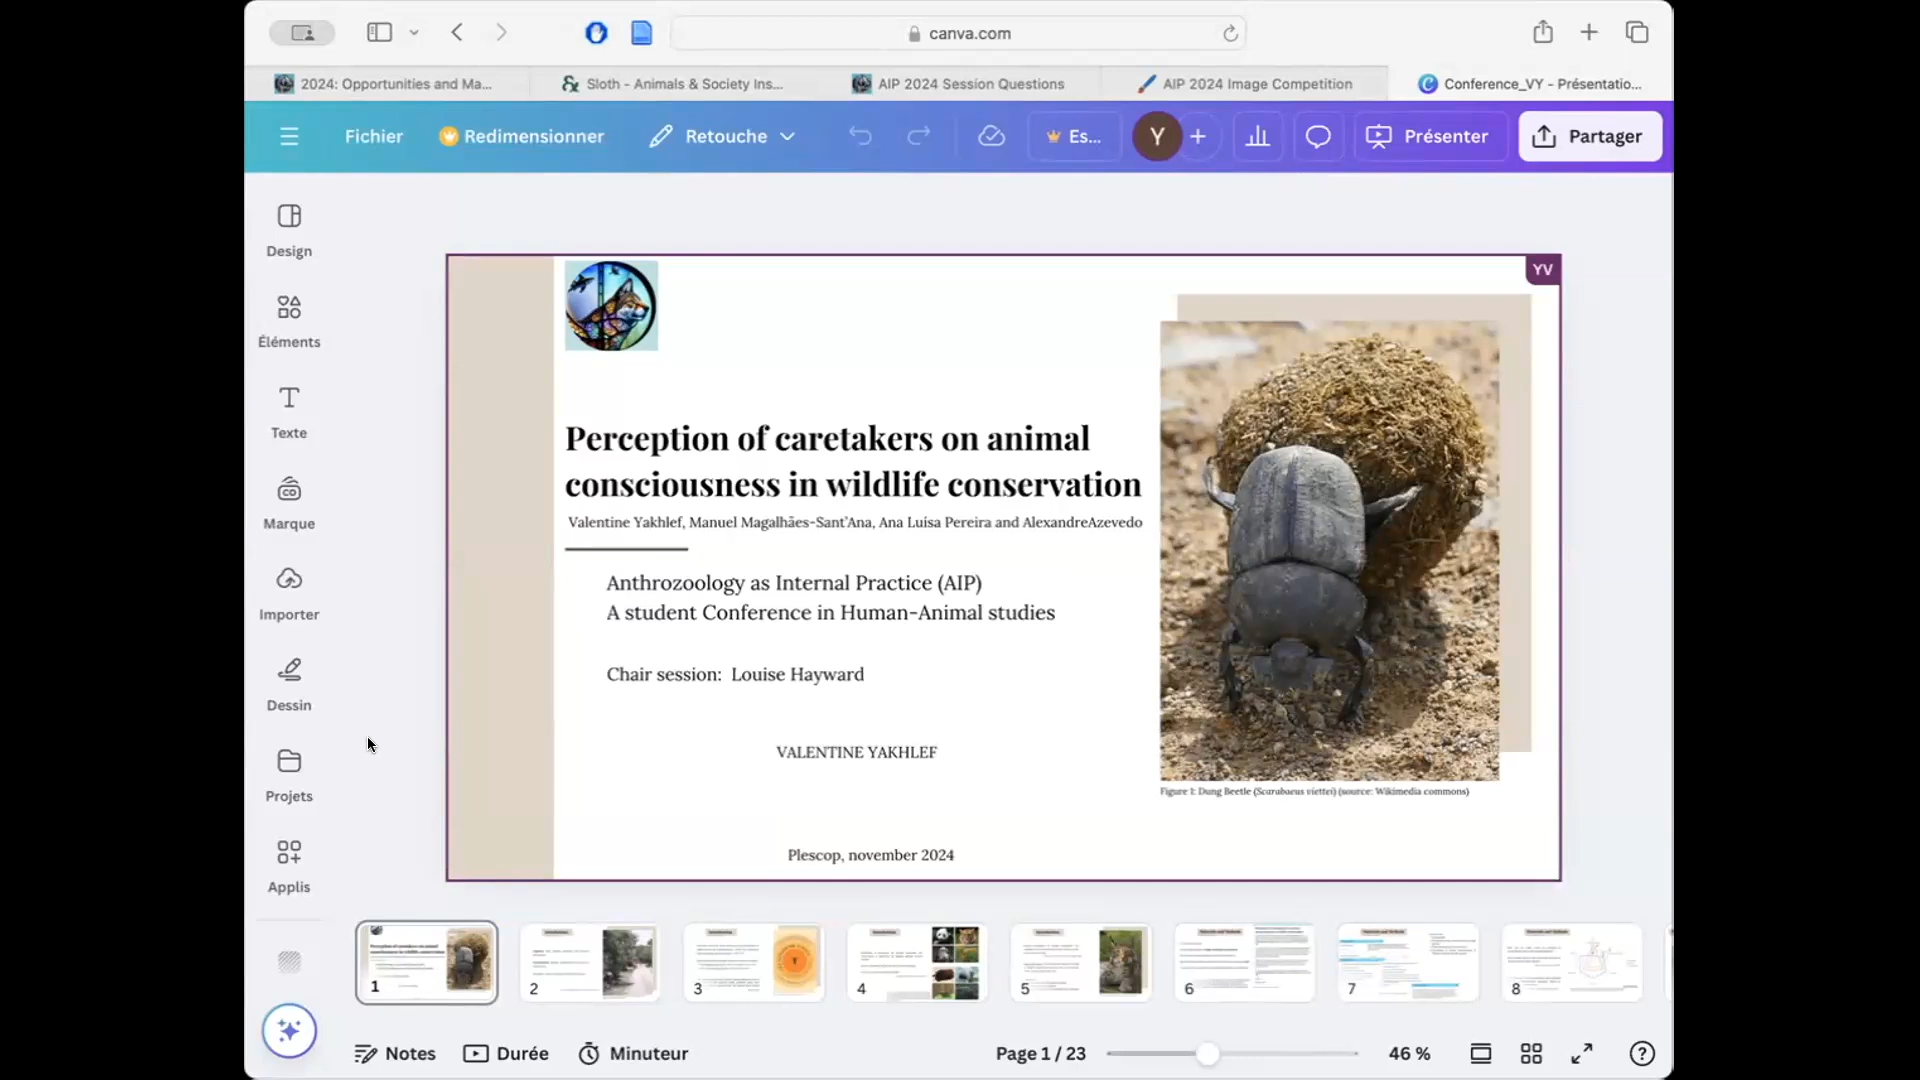 canva.com
2024: Opportunities and Ma...
Sloth - Animals & Society Ins...
AIP 2024 Session Questions
AIP 2024 Image Competition
Conference_VY - Présentatio...
Fichier
Redimensionner
Retouche
Es...
Y
Présenter
Partager
Design
Éléments
Texte
Marque
Importer
Dessin
Projets
Applis
YV
Perception of caretakers on animal
consciousness in wildlife conservation
Valentine Yakhlef, Manuel Magalhães-Sant'Ana, Ana Luísa Pereira and AlexandreAzevedo
Anthrozoology as Internal Practice (AIP)
A student Conference in Human-Animal studies
Chair session: Louise Hayward
VALENTINE YAKHLEF
Figure 1: Dung Beetle (Scarabaeus viettei) (source: Wikimedia commons)
Plescop, november 2024
1
2
3
4
5
6
7
8
Notes
Durée
Minuteur
Page 1 / 23
46 %